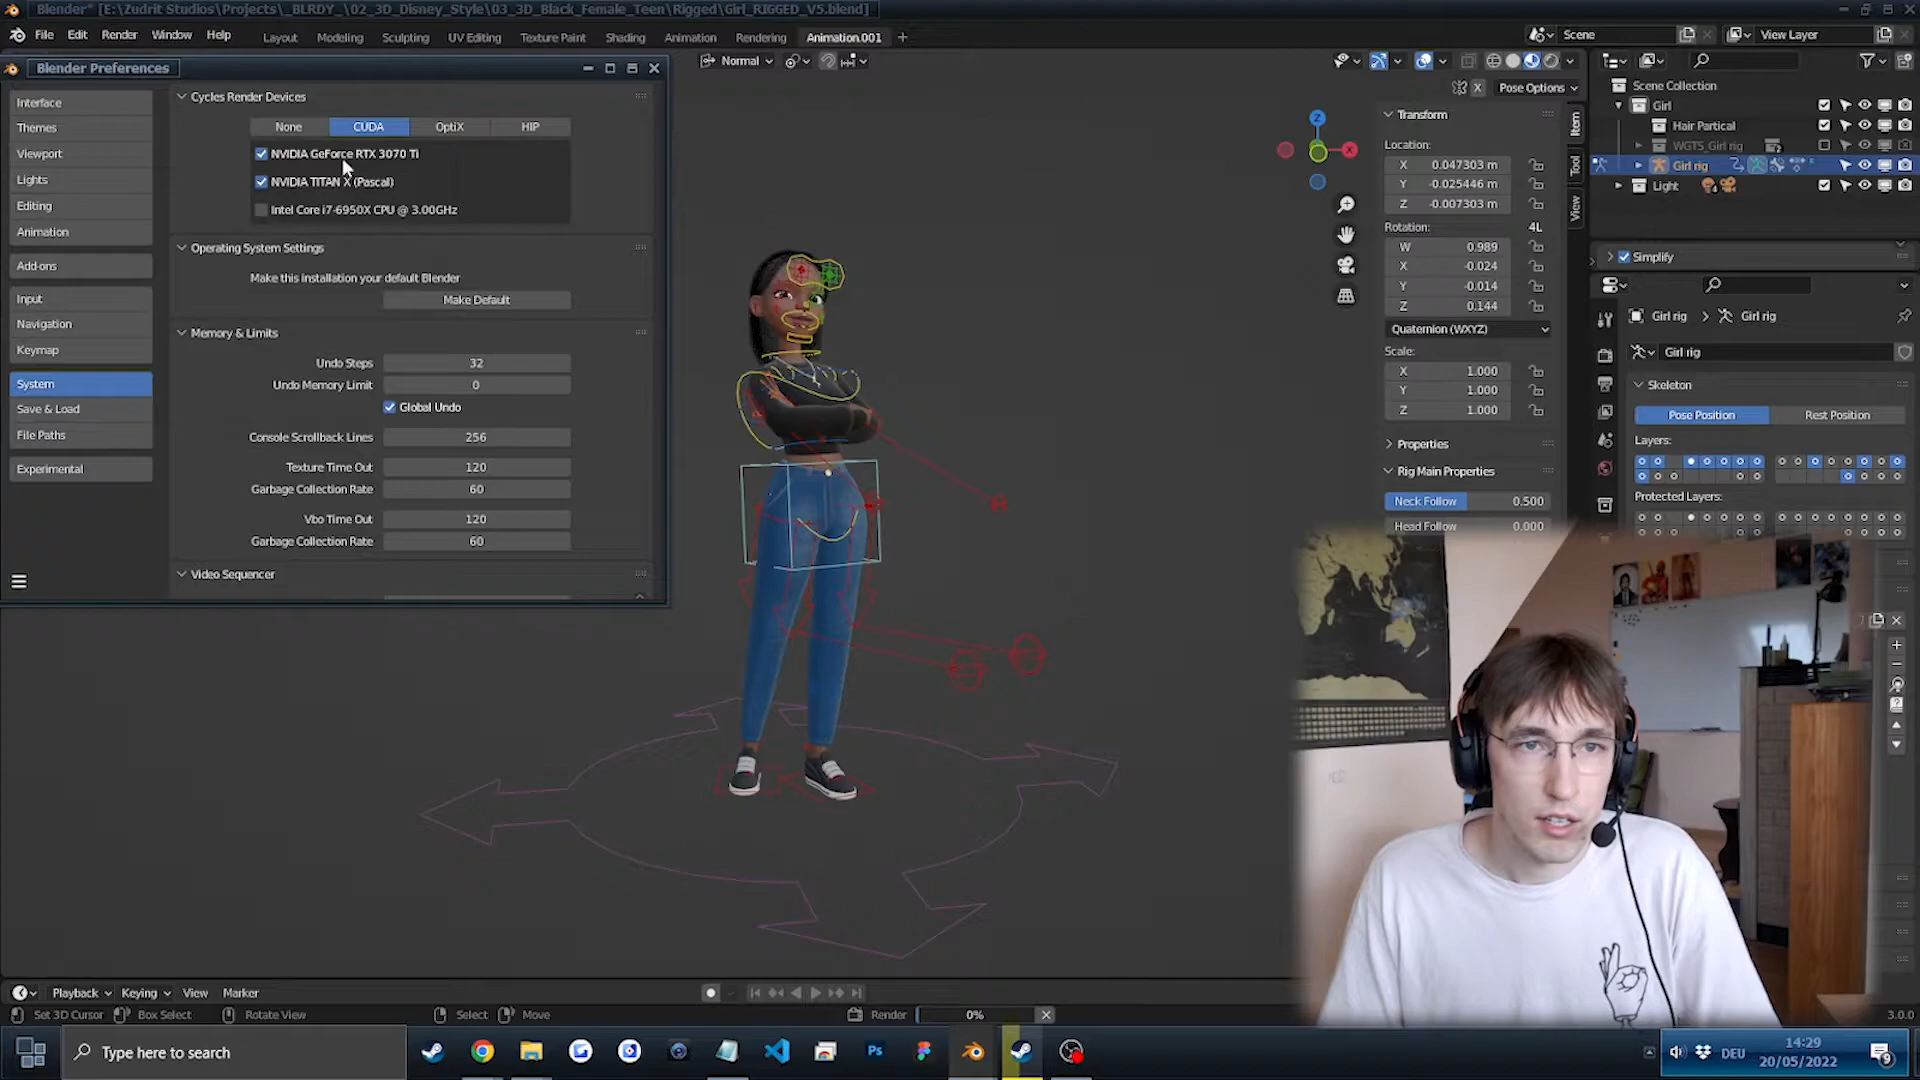 Blender* [E:\Zudrit Studios\Projects\_BLRDY_\02_3D_Disney_Style\03_3D_Black_Female_Teen\Rigged\Girl_RIGGED_V5.blend]
File Edit Render Window Help Layout Modeling Sculpting UV Editing Texture Paint Shading Animation Rendering Animation.001 + Scene View Layer
Blender Preferences
Normal
Pose Options
Interface
Themes
Viewport
Lights
Editing
Animation
Add-ons
Input
Navigation
Keymap
System
Save & Load
File Paths
Experimental
Cycles Render Devices
None CUDA OptiX HIP
NVIDIA GeForce RTX 3070 Ti
NVIDIA TITAN X (Pascal)
Intel Core i7-6950X CPU @ 3.00GHz
Operating System Settings
Make this installation your default Blender
Make Default
Memory & Limits
Undo Steps 32
Undo Memory Limit 0
Global Undo
Console Scrollback Lines 256
Texture Time Out 120
Garbage Collection Rate 60
Vbo Time Out 120
Garbage Collection Rate 60
Video Sequencer
Z
X
Transform
Location:
X 0.047303 m
Y -0.025446 m
Z -0.007303 m
Rotation: 4L
W 0.989
X -0.024
Y -0.014
Z 0.144
Quaternion (WXYZ)
Scale:
X 1.000
Y 1.000
Z 1.000
Properties
Rig Main Properties
Neck Follow 0.500
Head Follow 0.000
Item
Tool
View
Scene Collection
Girl
Hair Partical
WGTS_Girl rig
Girl rig
Light
Simplify
Girl rig > Girl rig
Girl rig
Skeleton
Pose Position Rest Position
Layers:
Protected Layers:
Playback Keying View Marker
Set 3D Cursor Box Select Rotate View Select Move Render 0% 3.0.0
Type here to search
Ps
DEU
14:29
20/05/2022
9